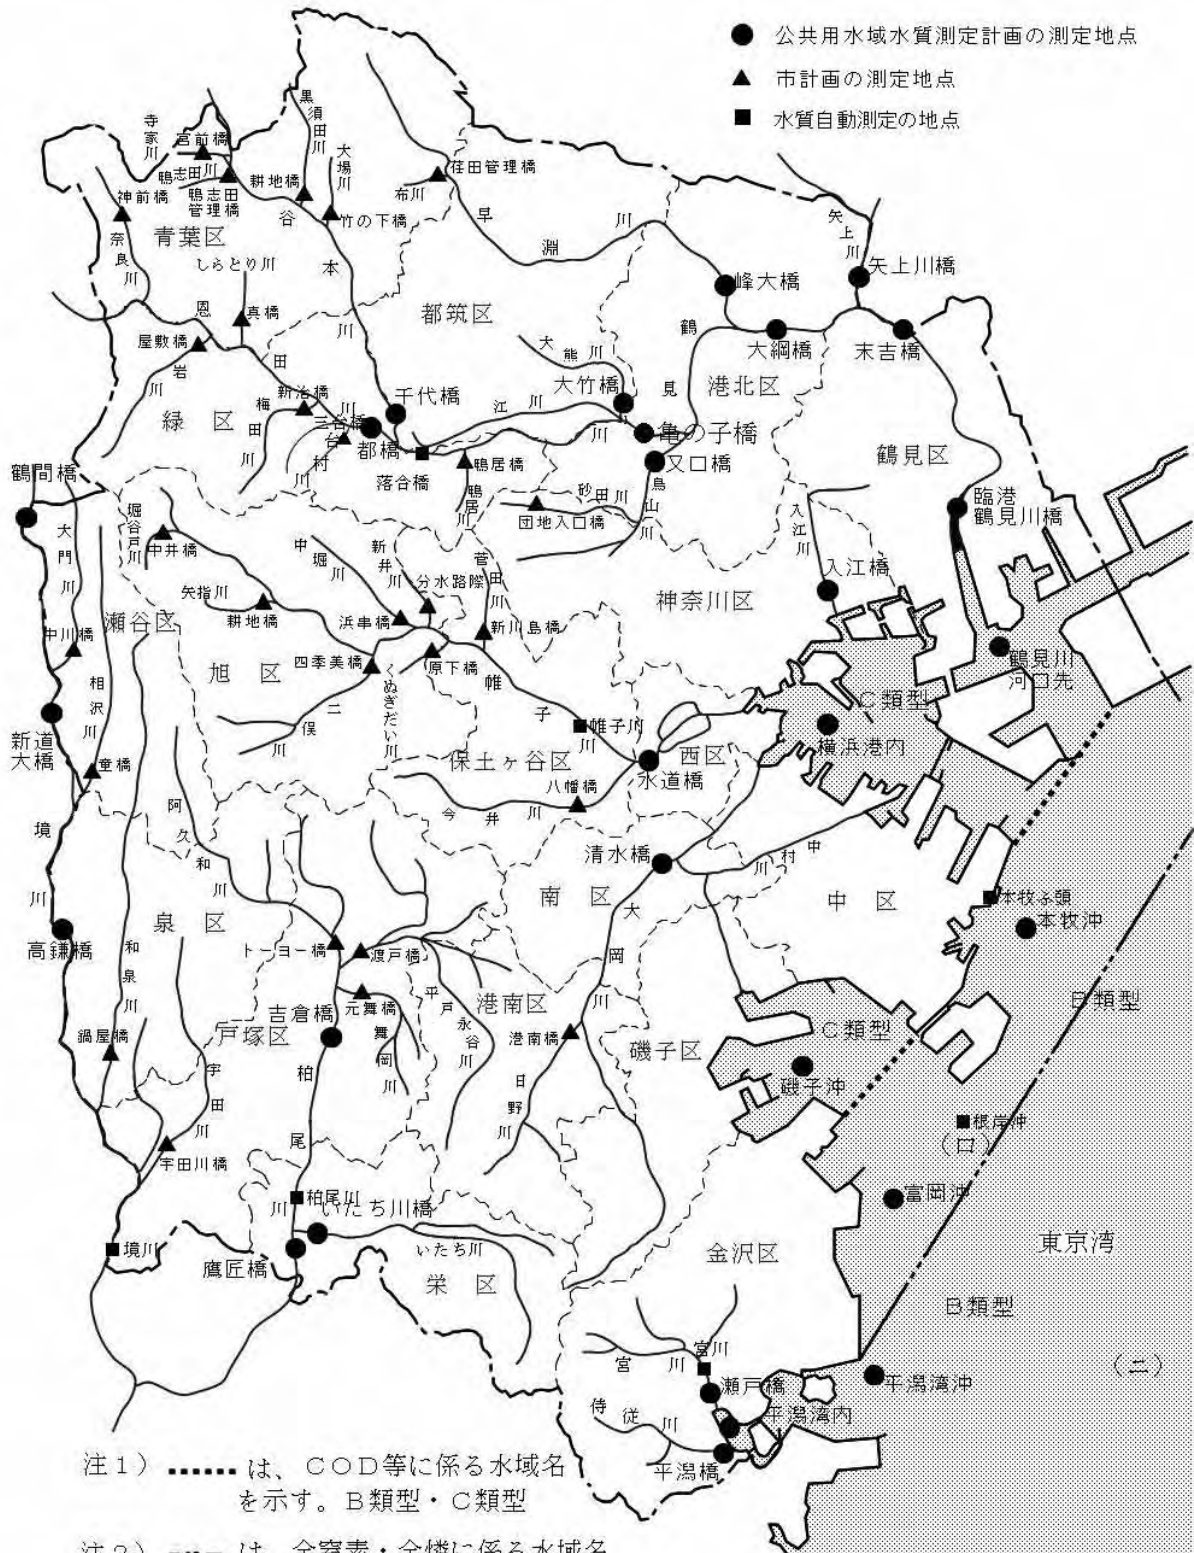 公共用水域水質測定計画の測定地点
市計画の測定地点
水質自動測定の地点
寺家川
宮前橋
黒須田川
大場川
鴨志田川
鴨志田
管理橋
耕地橋
荏田管理橋
布川
神前橋
竹の下橋
谷本川
早淵川
矢上川
青葉区
奈良川
しらとり川
恩田川
真橋
都筑区
峰大橋
矢上川橋
屋敷橋
岩川
鶴見川
大綱橋
末吉橋
大熊川
大竹橋
港北区
新治橋
千代橋
江川
緑区
梅田川
三谷橋
台村川
都橋
亀の子橋
鶴見区
鶴間橋
落合橋
鴨居橋
鴨居川
又口橋
鳥山川
砂田川
団地入口橋
入江川
臨港
鶴見川橋
大門川
堀谷戸川
中井橋
中堀川
新井川
菅田川
分水路際
入江橋
神奈川区
矢指川
耕地橋
浜串橋
新川島橋
瀬谷区
中川橋
旭区
四季美橋
原下橋
鶴見川
河口先
相沢川
くぬぎだい川
帷子川
C類型
二俣川
帷子川
横浜港内
新道
大橋
保土ヶ谷区
西区
水道橋
童橋
八幡橋
阿久和川
今井川
境川
清水橋
中村川
南区
大岡川
中区
本牧ふ頭
本牧沖
泉区
高鎌橋
和泉川
トーヨー橋
渡戸橋
平戸永谷川
港南区
元舞橋
吉倉橋
舞岡川
B類型
戸塚区
港南橋
磯子区
C類型
鍋屋橋
宇田川
柏尾川
磯子沖
日野川
根岸沖
(ロ)
宇田川橋
柏尾川
いたち川橋
富岡沖
境川
いたち川
東京湾
鷹匠橋
栄区
金沢区
B類型
宮川
宮川
(ニ)
瀬戸橋
平潟湾沖
侍従川
平潟湾内
平潟橋
注1) は、COD等に係る水域名
を示す。B類型・C類型
注2) は、全窒素・全燐に係る水域名